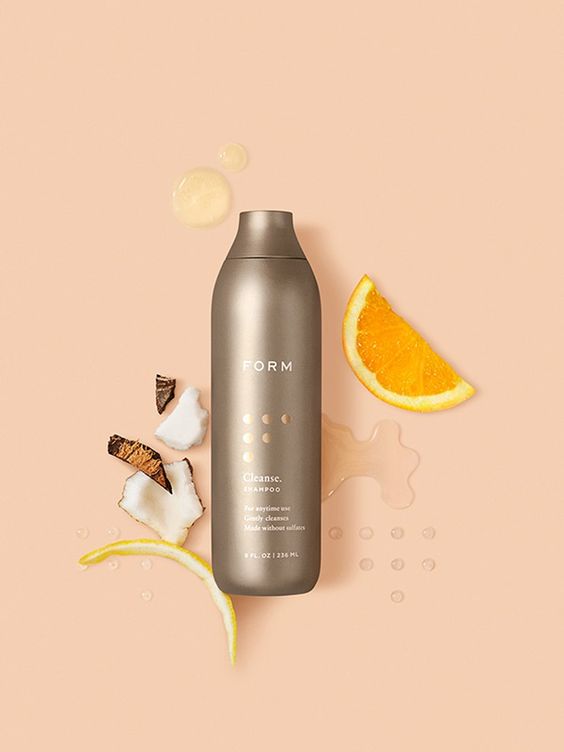 FORM
Cleanse.
SHAMPOO
For anytime use
Gently cleanses
Made without sulfates
8 FL. OZ | 236 ML